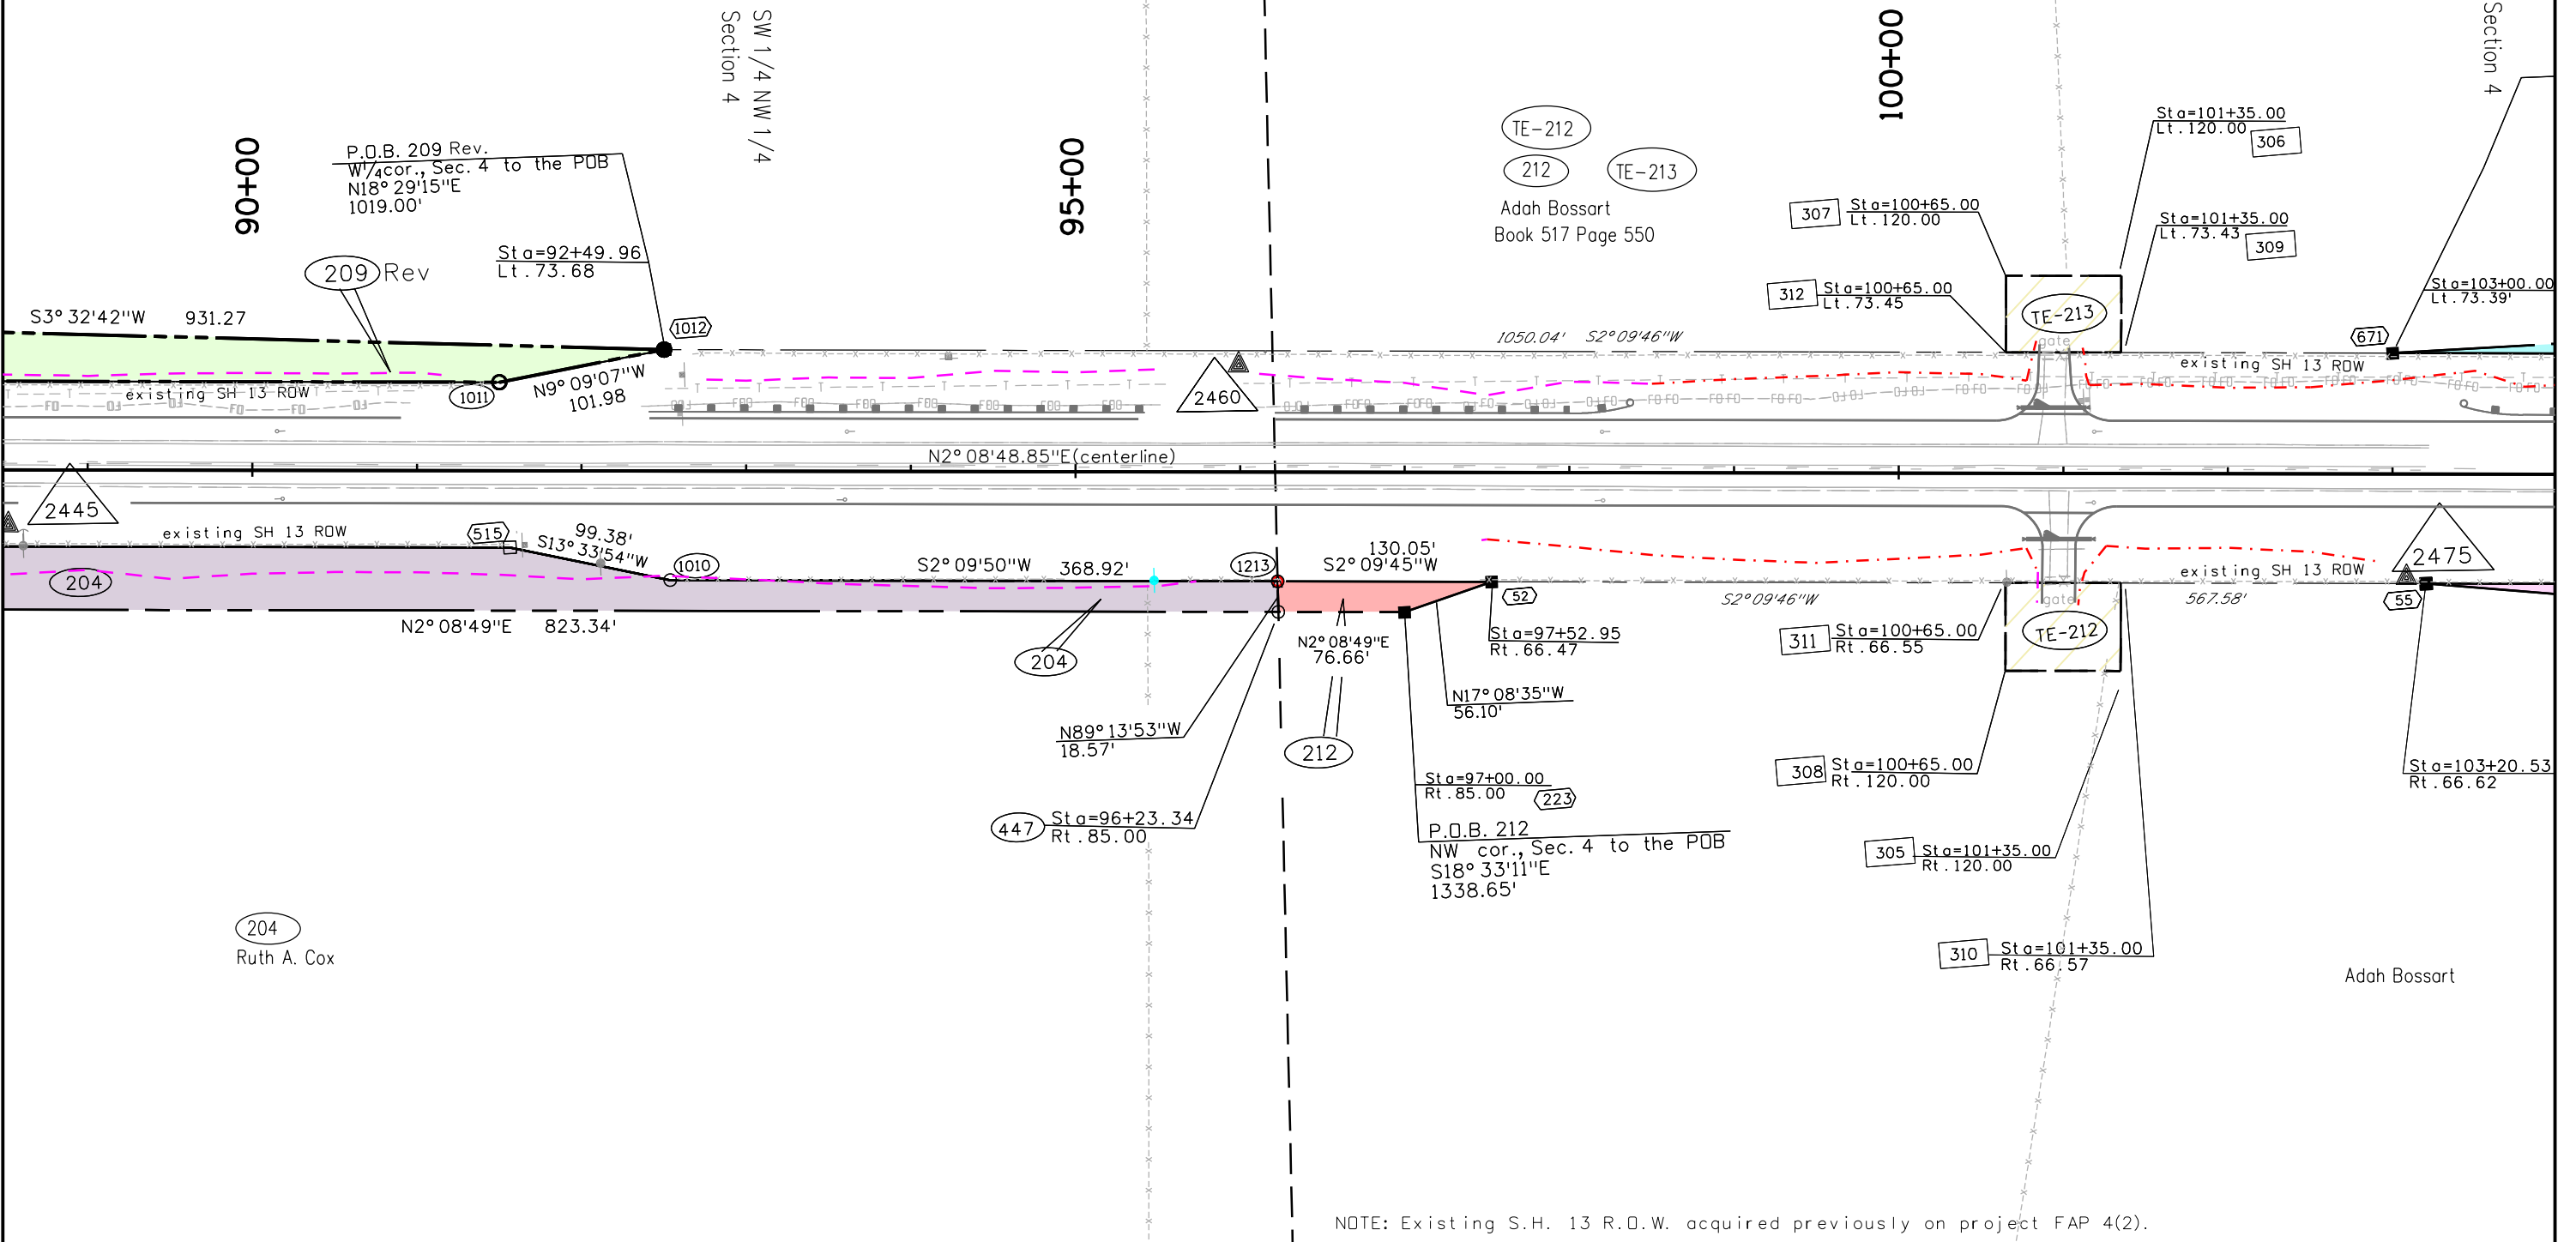 SW 1/4 NW 1/4
Section 4
Section 4
90+00
95+00
100+00
P.O.B. 209 Rev.
W1/4cor., Sec. 4 to the POB
N18°29'15"E
1019.00'
Sta=92+49.96
Lt.73.68
209 Rev
S3°32'42"W 931.27
1012
1011
N9°09'07"W
101.98
existing SH 13 ROW
TE-212
212
TE-213
Adah Bossart
Book 517 Page 550
Sta=101+35.00
Lt.120.00
306
307
Sta=100+65.00
Lt.120.00
Sta=101+35.00
Lt.73.43
309
312
Sta=100+65.00
Lt.73.45
TE-213
gate
Sta=103+00.00
Lt.73.39'
671
1050.04' S2°09'46"W
existing SH 13 ROW
2460
N2°08'48.85"E(centerline)
2445
existing SH 13 ROW
515
99.38'
S13°33'54"W
1010
S2°09'50"W 368.92'
1213
130.05'
S2°09'45"W
204
N2°08'49"E 823.34'
204
N2°08'49"E
76.66'
52
Sta=97+52.95
Rt.66.47
S2°09'46"W
gate
TE-212
existing SH 13 ROW
567.58'
2475
55
311
Sta=100+65.00
Rt.66.55
N17°08'35"W
56.10'
N89°13'53"W
18.57'
212
Sta=97+00.00
Rt.85.00
223
308
Sta=100+65.00
Rt.120.00
Sta=103+20.53
Rt.66.62
447
Sta=96+23.34
Rt.85.00
P.O.B. 212
NW cor., Sec. 4 to the POB
S18°33'11"E
1338.65'
305
Sta=101+35.00
Rt.120.00
310
Sta=101+35.00
Rt.66.57
204
Ruth A. Cox
Adah Bossart
NOTE: Existing S.H. 13 R.O.W. acquired previously on project FAP 4(2).